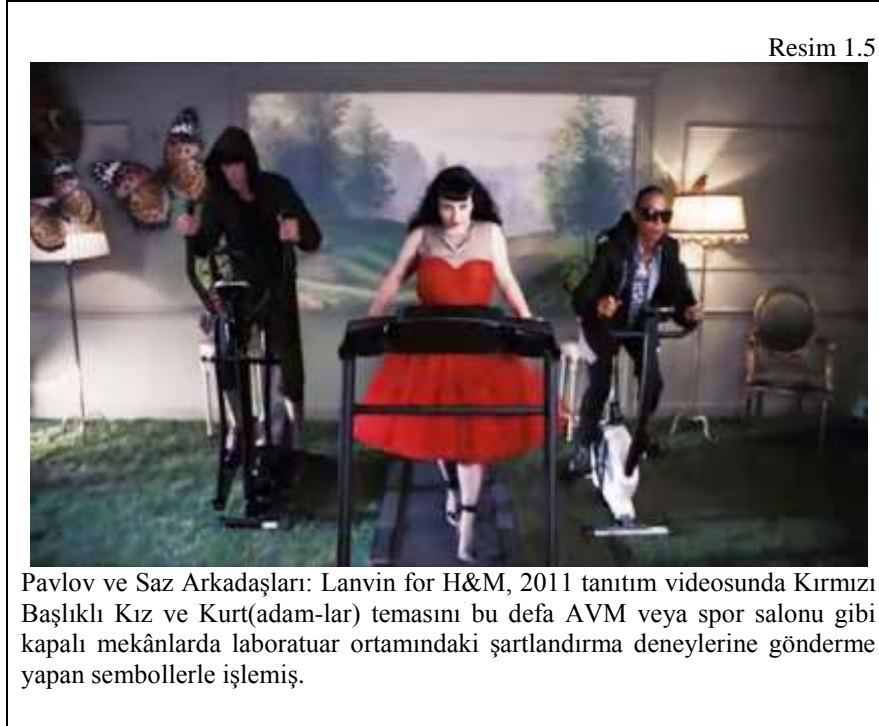 Resim 1.5
Pavlov ve Saz Arkadaşları: Lanvin for H&M, 2011 tanıtım videosunda Kırmızı
Başlıklı Kız ve Kurt(adam-lar) temasını bu defa AVM veya spor salonu gibi
kapalı mekânlarda laboratuar ortamındaki şartlandırma deneylerine gönderme
yapan sembollerle işlemiş.